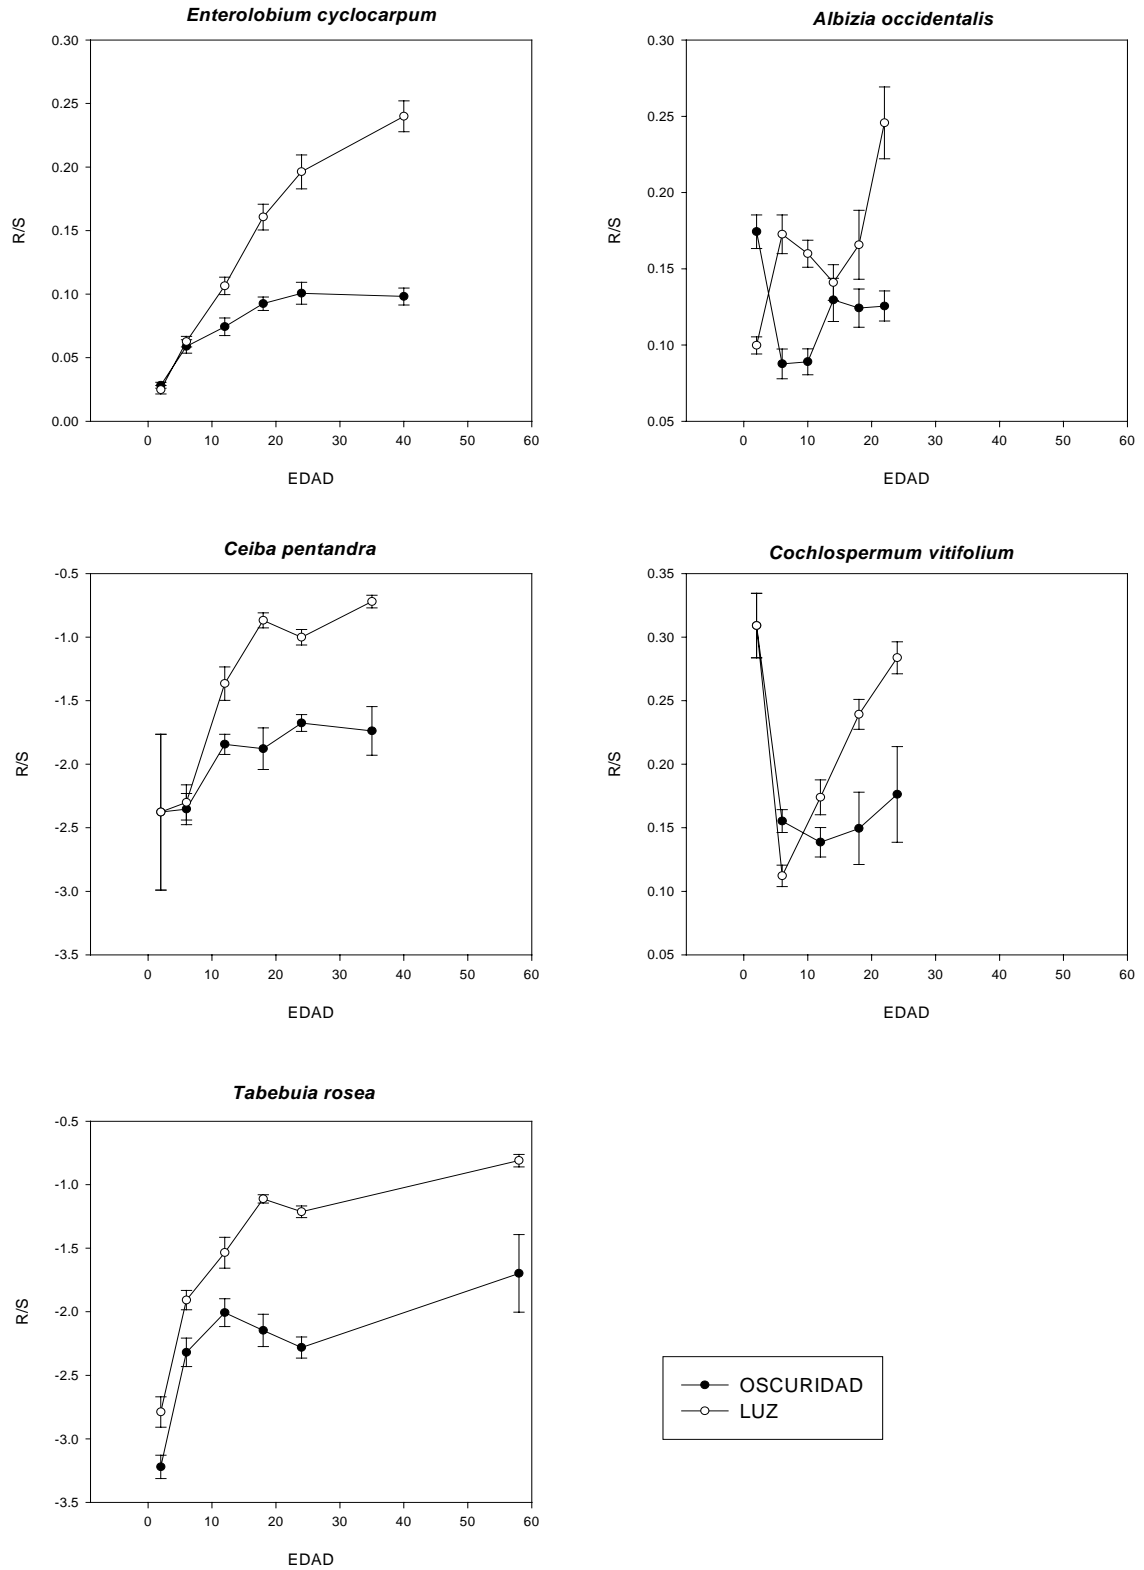 Enterolobium cyclocarpum
0.30
0.25
0.20
0.15
0.10
0.05
0.00
R/S
0 10 20 30 40 50 60
EDAD
Albizia occidentalis
0.30
0.25
0.20
0.15
0.10
0.05
R/S
0 10 20 30 40 50 60
EDAD
Ceiba pentandra
-0.5
-1.0
-1.5
-2.0
-2.5
-3.0
-3.5
R/S
0 10 20 30 40 50 60
EDAD
Cochlospermum vitifolium
0.35
0.30
0.25
0.20
0.15
0.10
0.05
R/S
0 10 20 30 40 50 60
EDAD
Tabebuia rosea
-0.5
-1.0
-1.5
-2.0
-2.5
-3.0
-3.5
R/S
0 10 20 30 40 50 60
EDAD
OSCURIDAD
LUZ